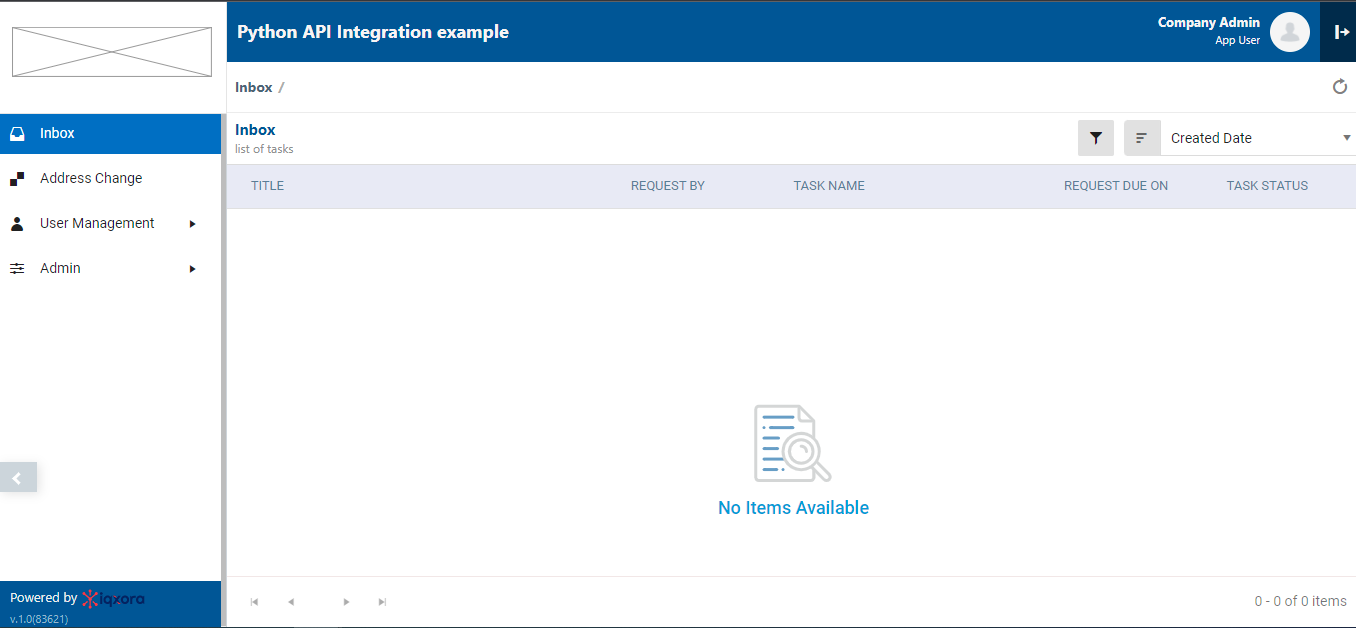 Python API Integration example
Company Admin
App User
Inbox /
Inbox
Address Change
User Management
Admin
Inbox
list of tasks
Created Date
TITLE REQUEST BY TASK NAME REQUEST DUE ON TASK STATUS
No Items Available
0 - 0 of 0 items
Powered by iqxora
v.1.0(83621)